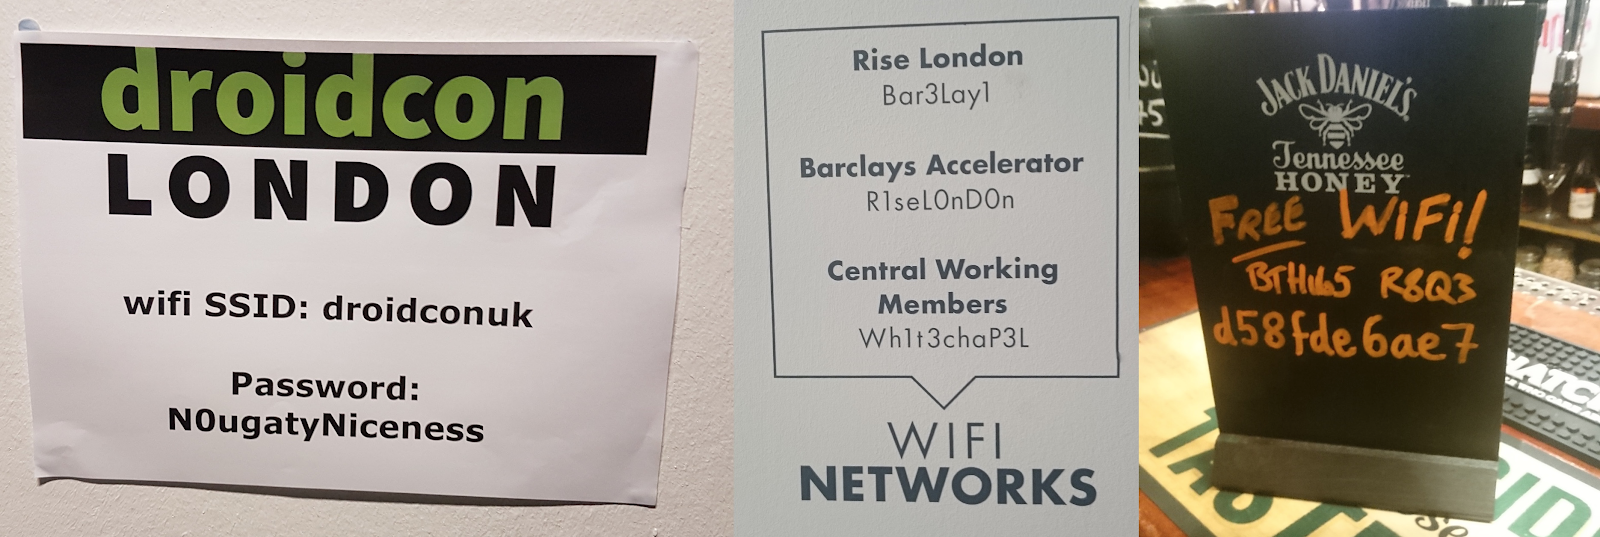 droidcon
LONDON
wifi SSID: droidconuk
Password:
N0ugatyNiceness
Rise London
Bar3Lay1
Barclays Accelerator
R1seL0nD0n
Central Working
Members
Wh1t3chaP3L
WIFI
NETWORKS
JACK DANIEL'S
Tennessee
HONEY
FREE WiFi!
BTHub5 R8Q3
d58fde6ae7